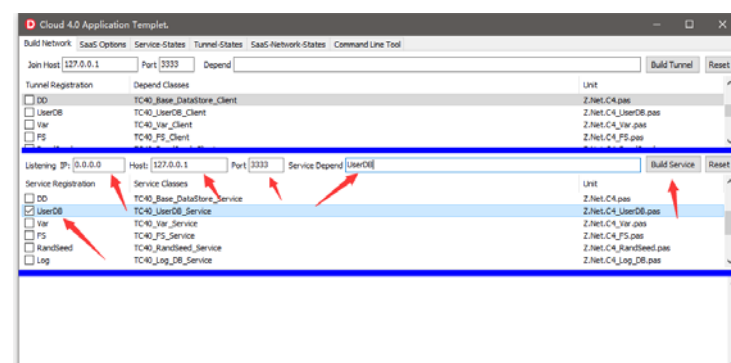 Cloud 4.0 Application Templet.
Build Network SaaS Options Service-States Tunnel-States SaaS-Network-States Command Line Tool
Join Host 127.0.0.1 Port 3333 Depend Build Tunnel Reset
Tunnel Registration Depend Classes Unit
DD TC40_Base_DataStore_Client Z.Net.C4.pas
UserDB TC40_UserDB_Client Z.Net.C4_UserDB.pas
Var TC40_Var_Client Z.Net.C4_Var.pas
FS TC40_FS_Client Z.Net.C4_FS.pas
Listening IP: 0.0.0.0 Host: 127.0.0.1 Port 3333 Service Depend UserDB Build Service Reset
Service Registration Service Classes Unit
DD TC40_Base_DataStore_Service Z.Net.C4.pas
UserDB TC40_UserDB_Service Z.Net.C4_UserDB.pas
Var TC40_Var_Service Z.Net.C4_Var.pas
FS TC40_FS_Service Z.Net.C4_FS.pas
RandSeed TC40_RandSeed_Service Z.Net.C4_RandSeed.pas
Log TC40_Log_DB_Service Z.Net.C4_Log_DB.pas